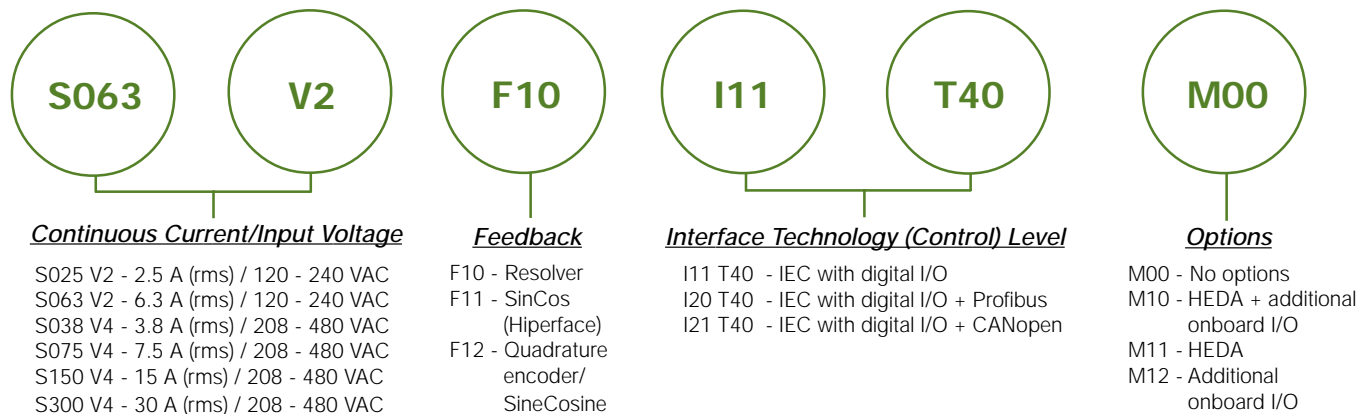 S063
V2
F10
I11
T40
M00
Continuous Current/Input Voltage
S025 V2 - 2.5 A (rms) / 120 - 240 VAC
S063 V2 - 6.3 A (rms) / 120 - 240 VAC
S038 V4 - 3.8 A (rms) / 208 - 480 VAC
S075 V4 - 7.5 A (rms) / 208 - 480 VAC
S150 V4 - 15 A (rms) / 208 - 480 VAC
S300 V4 - 30 A (rms) / 208 - 480 VAC
Feedback
F10 - Resolver
F11 - SinCos
(Hiperface)
F12 - Quadrature
encoder/
SineCosine
Interface Technology (Control) Level
I11 T40 - IEC with digital I/O
I20 T40 - IEC with digital I/O + Profibus
I21 T40 - IEC with digital I/O + CANopen
Options
M00 - No options
M10 - HEDA + additional
onboard I/O
M11 - HEDA
M12 - Additional
onboard I/O